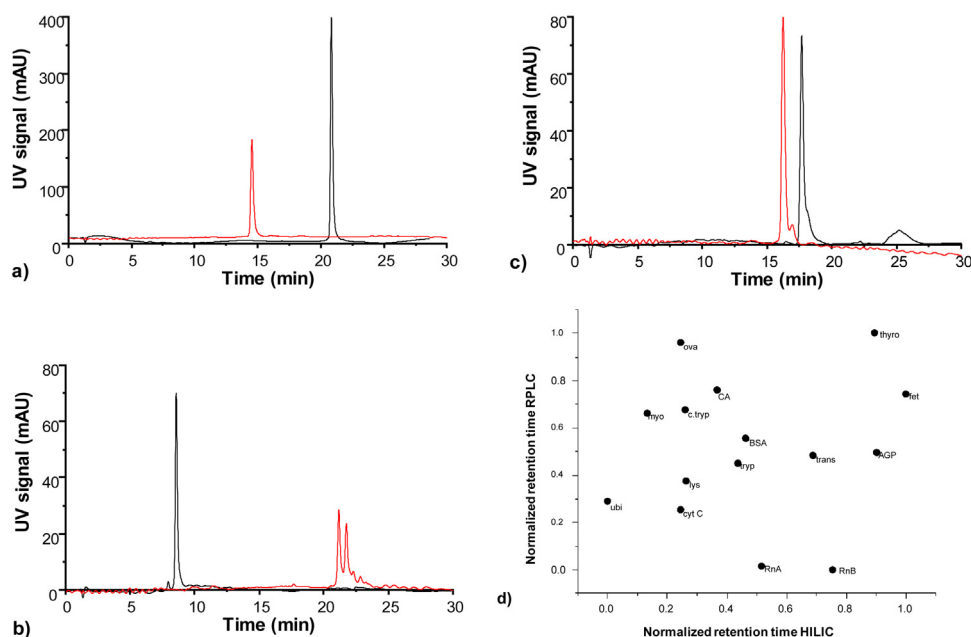 400
300
200
100
0
UV signal (mAU)
0 5 10 15 20 25 30
Time (min)
a)
80
60
40
20
0
UV signal (mAU)
0 5 10 15 20 25 30
Time (min)
c)
80
60
40
20
0
UV signal (mAU)
0 5 10 15 20 25 30
Time (min)
b)
1.0
0.8
0.6
0.4
0.2
0.0
Normalized retention time RPLC
thyro
ova
CA
fet
myo
c.tryp
BSA
AGP
trans
tryp
lys
ubi
cyt C
RnA
RnB
0.0 0.2 0.4 0.6 0.8 1.0
Normalized retention time HILIC
d)